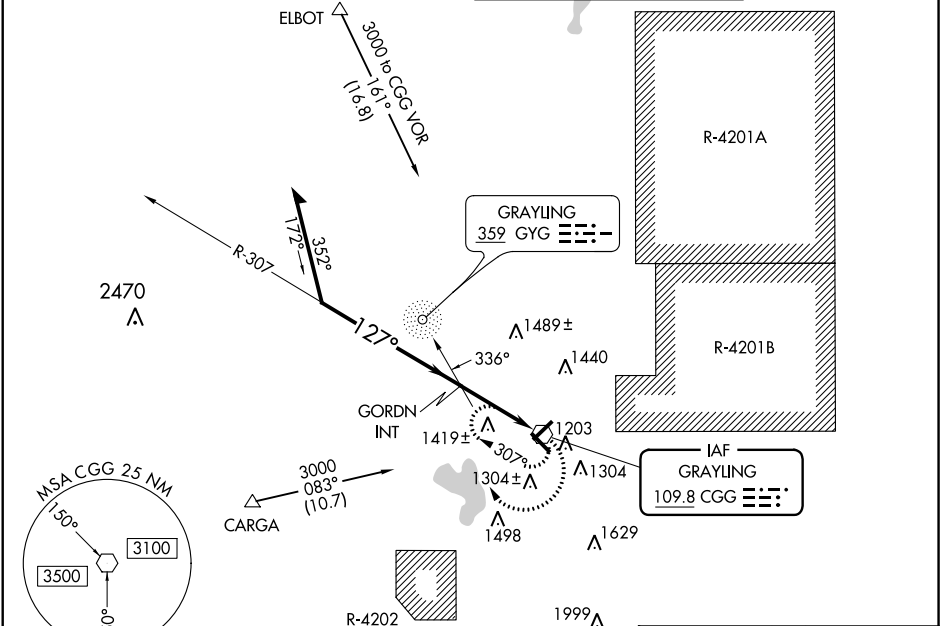 ELBOT
3000 to CGG VOR
161°
(16.8)
R-4201A
GRAYLING
359 GYG
172°
352°
R-307
2470
127°
1489±
1440
R-4201B
336°
GORDN
INT
1419±
1203
307°
1304±
1304
IAF
GRAYLING
109.8 CGG
3000
083°
(10.7)
CARGA
MSA CGG 25 NM
150°
3100
3500
1498
1629
R-4202
1999